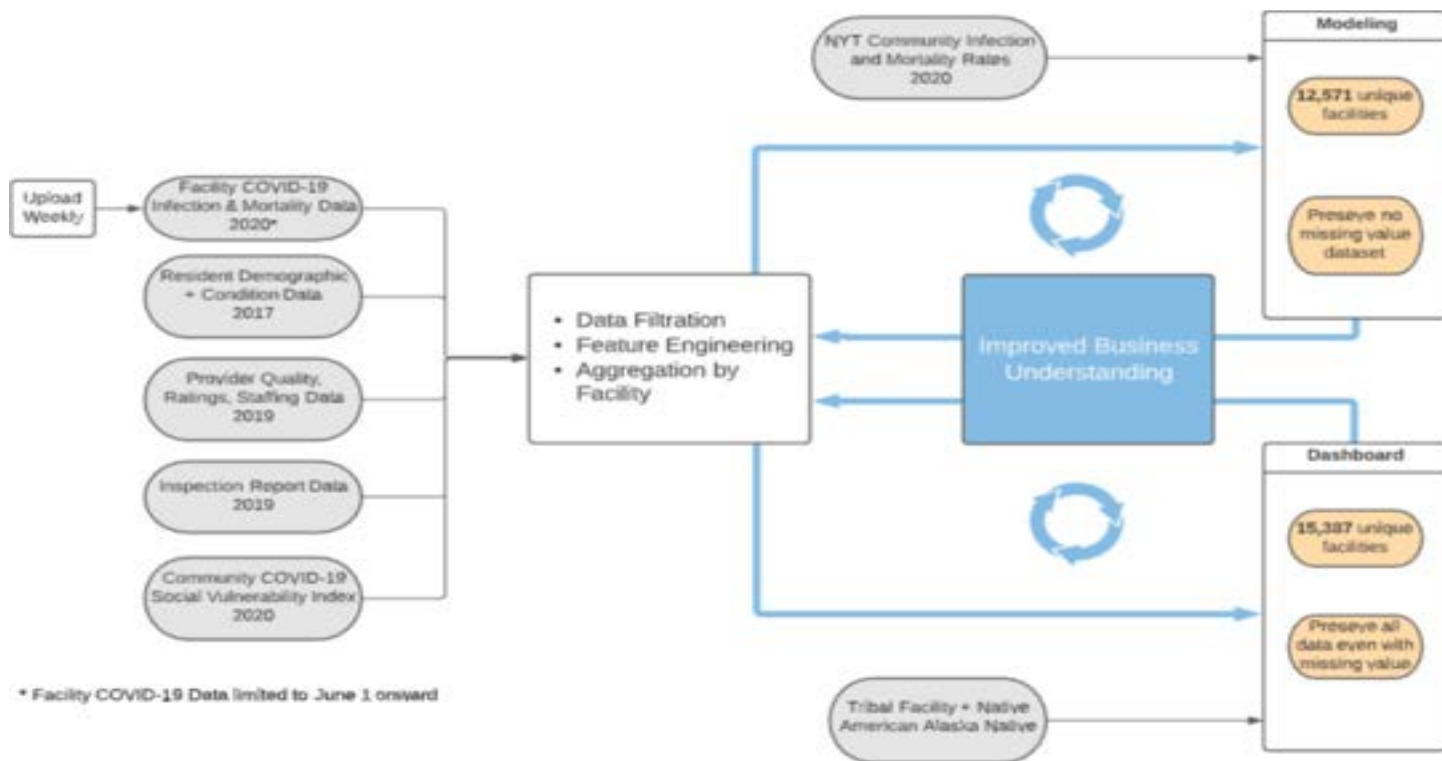 Upload
Weekly
Facility COVID-19
Infection & Mortality Data
2020*
Resident Demographic
+ Condition Data
2017
Provider Quality,
Ratings, Staffing Data
2019
Inspection Report Data
2019
Community COVID-19
Social Vulnerability Index
2020
* Facility COVID-19 Data limited to June 1 onward
• Data Filtration
• Feature Engineering
• Aggregation by
Facility
NYT Community Infection
and Mortality Rates
2020
Improved Business
Understanding
Modeling
12,571 unique
facilities
Preseve no
missing value
dataset
Dashboard
15,387 unique
facilities
Preseve all
data even with
missing value
Tribal Facility + Native
American Alaska Native